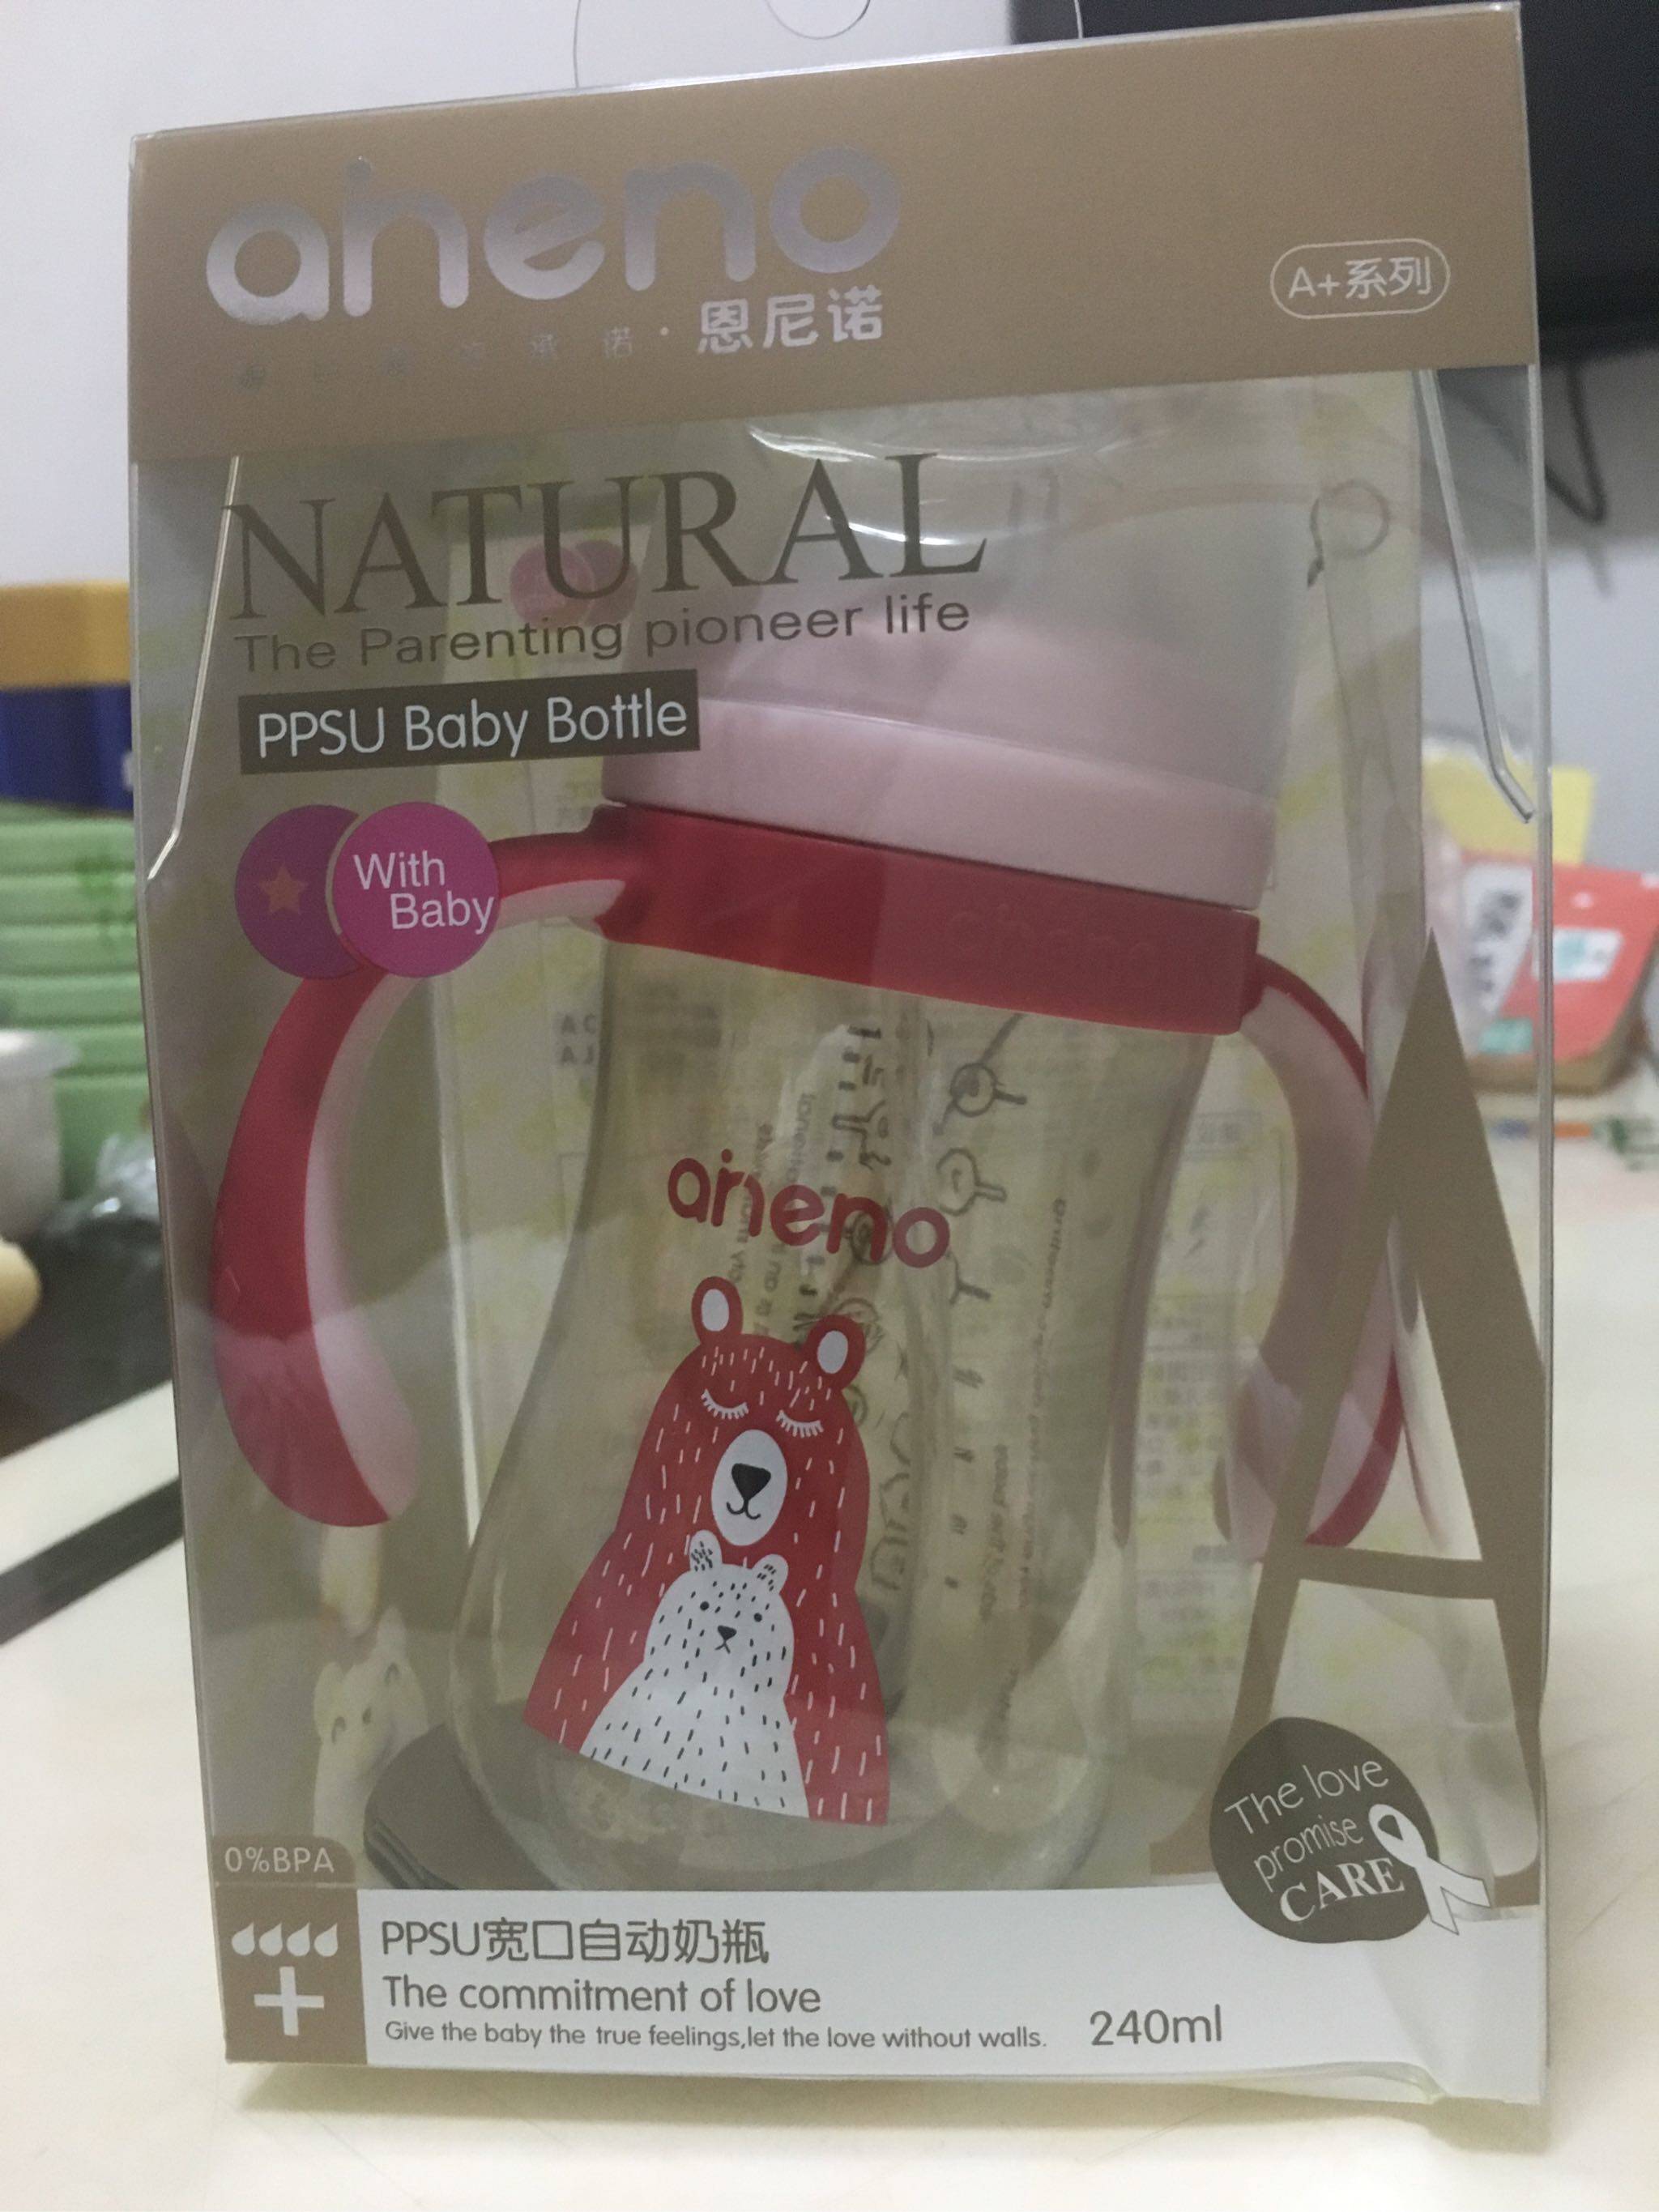 aneno
承诺·恩尼诺
A+系列
NATURAL
The Parenting pioneer life
PPSU Baby Bottle
With
Baby
aneno
A
The love
promise
CARE
0%BPA
PPSU宽口自动奶瓶
The commitment of love
Give the baby the true feelings,let the love without walls.
240ml